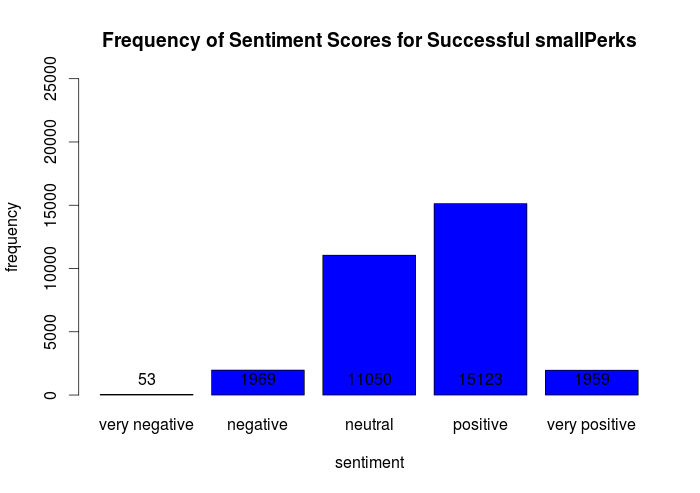 Frequency of Sentiment Scores for Successful smallPerks
frequency
25000
20000
15000
10000
5000
0
53 1969 11050 15123 1959
very negative negative neutral positive very positive
sentiment